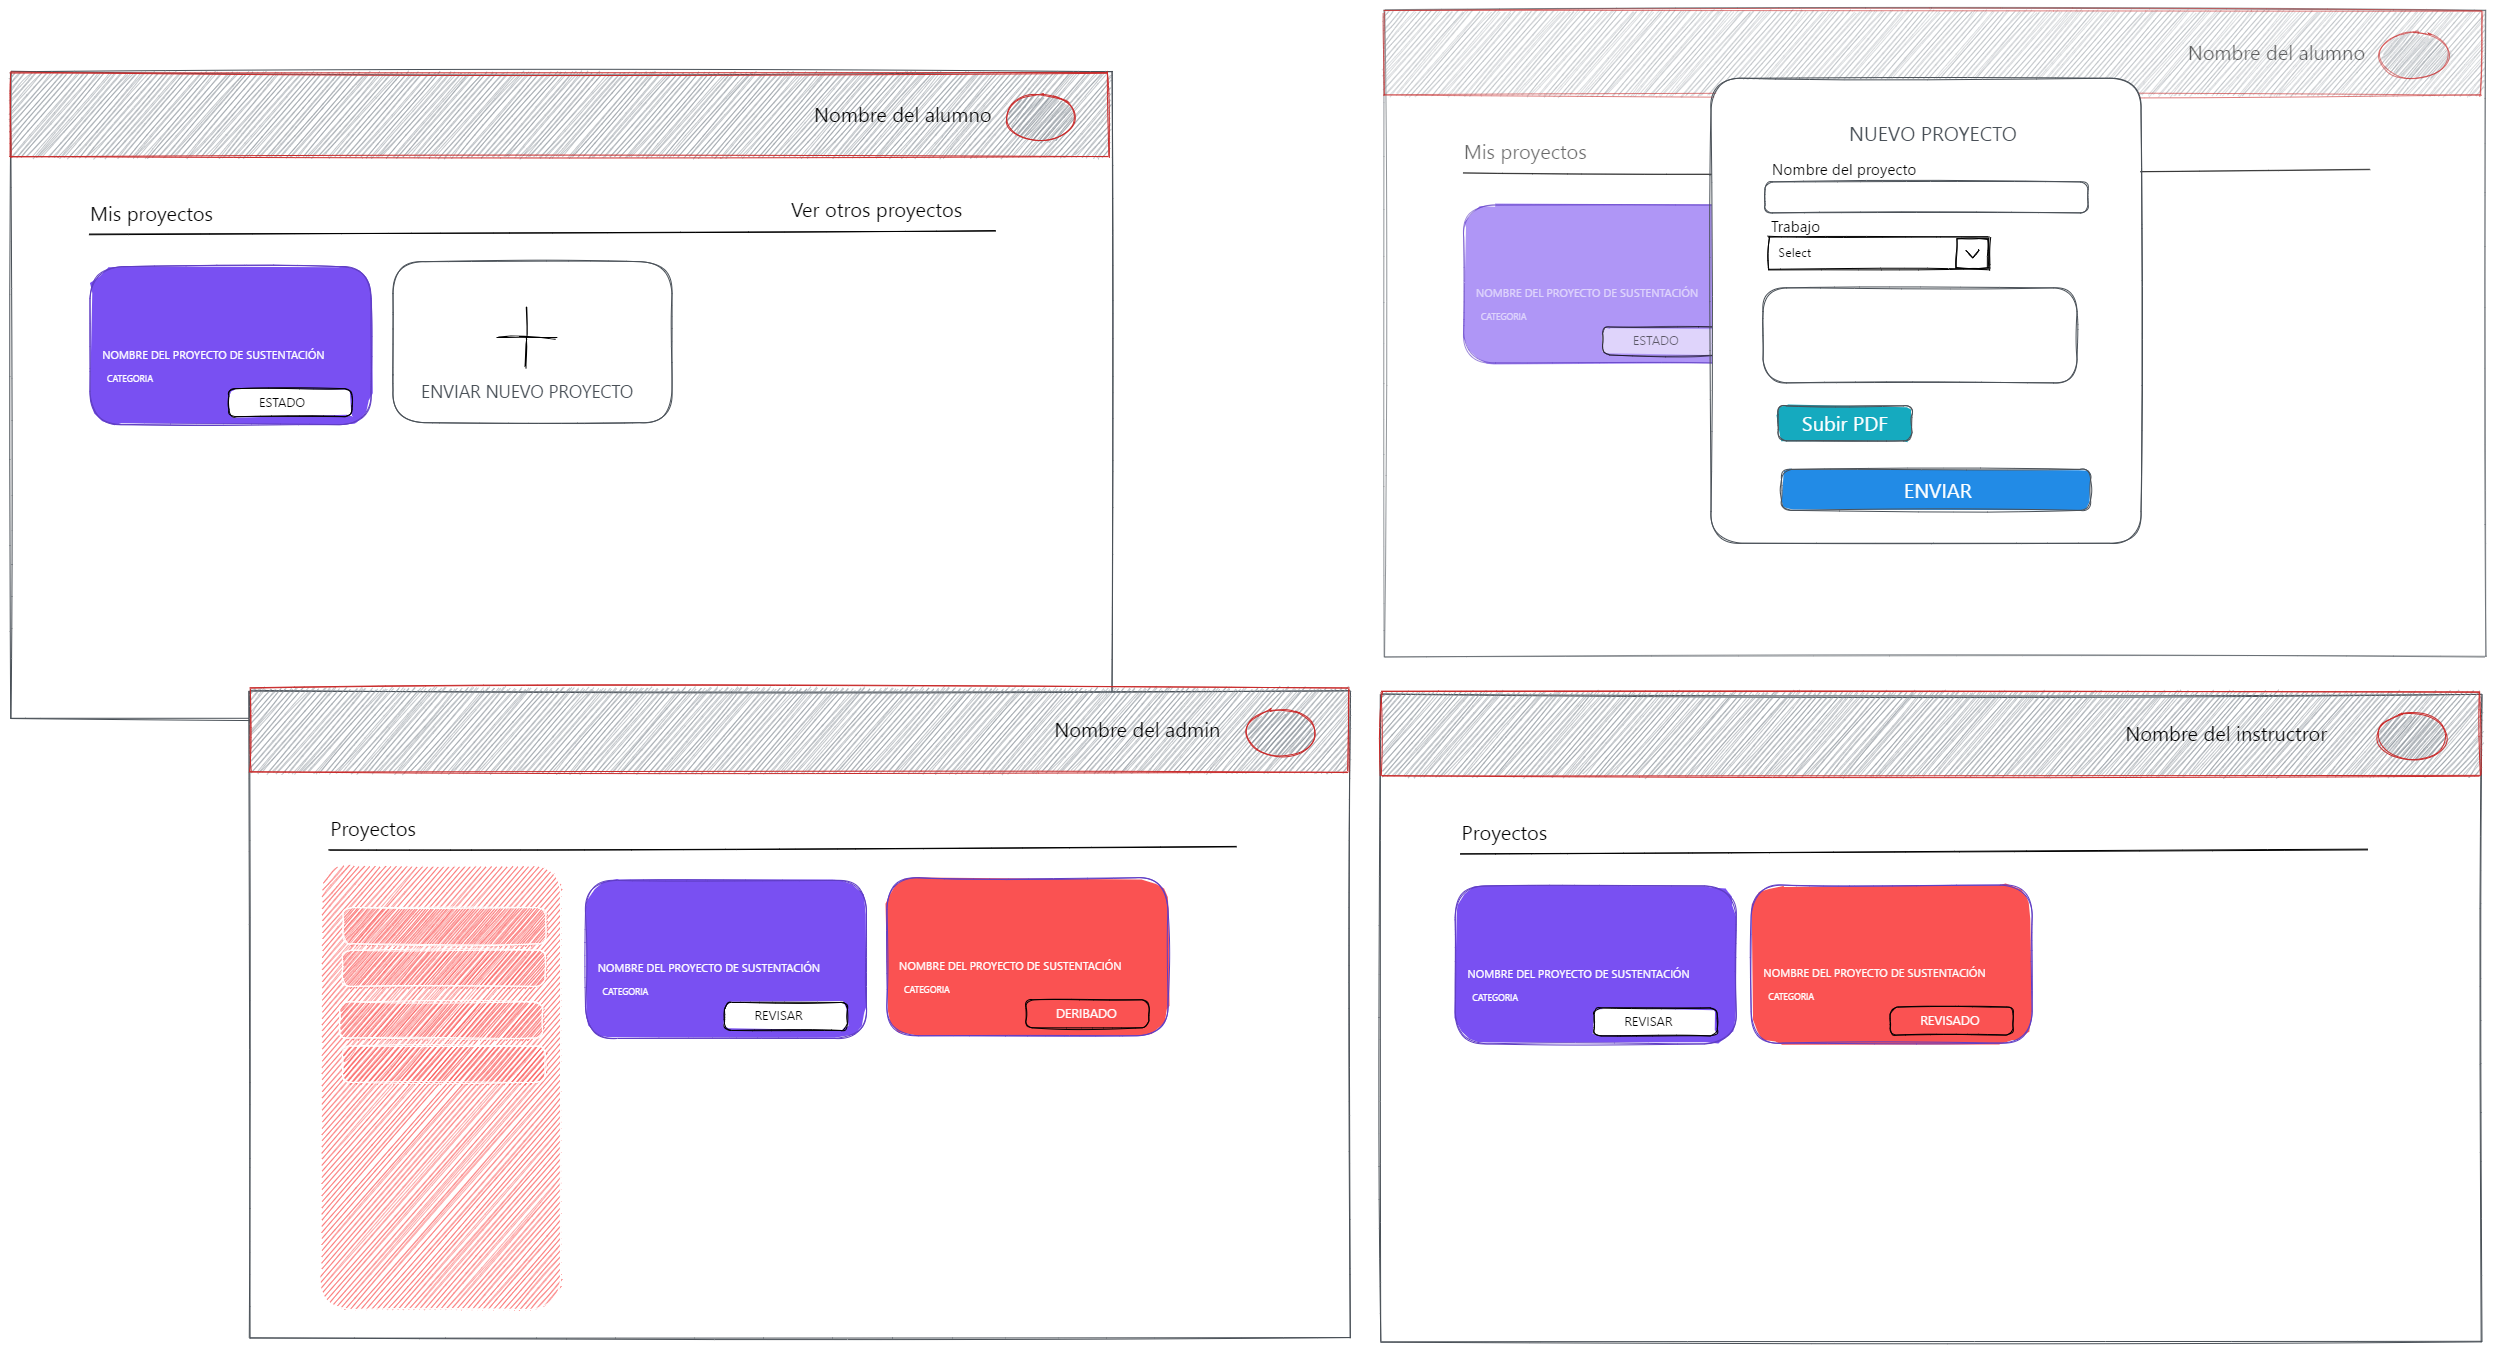 Nombre del alumno
Mis proyectos
Ver otros proyectos
NOMBRE DEL PROYECTO DE SUSTENTACIÓN
CATEGORIA
ESTADO
ENVIAR NUEVO PROYECTO
Nombre del alumno
Mis proyectos
NOMBRE DEL PROYECTO DE SUSTENTACIÓN
CATEGORIA
ESTADO
NUEVO PROYECTO
Nombre del proyecto
Trabajo
Select
Subir PDF
ENVIAR
Nombre del admin
Proyectos
NOMBRE DEL PROYECTO DE SUSTENTACIÓN
CATEGORIA
REVISAR
NOMBRE DEL PROYECTO DE SUSTENTACIÓN
CATEGORIA
DERIBADO
Nombre del instructror
Proyectos
NOMBRE DEL PROYECTO DE SUSTENTACIÓN
CATEGORIA
REVISAR
NOMBRE DEL PROYECTO DE SUSTENTACIÓN
CATEGORIA
REVISADO